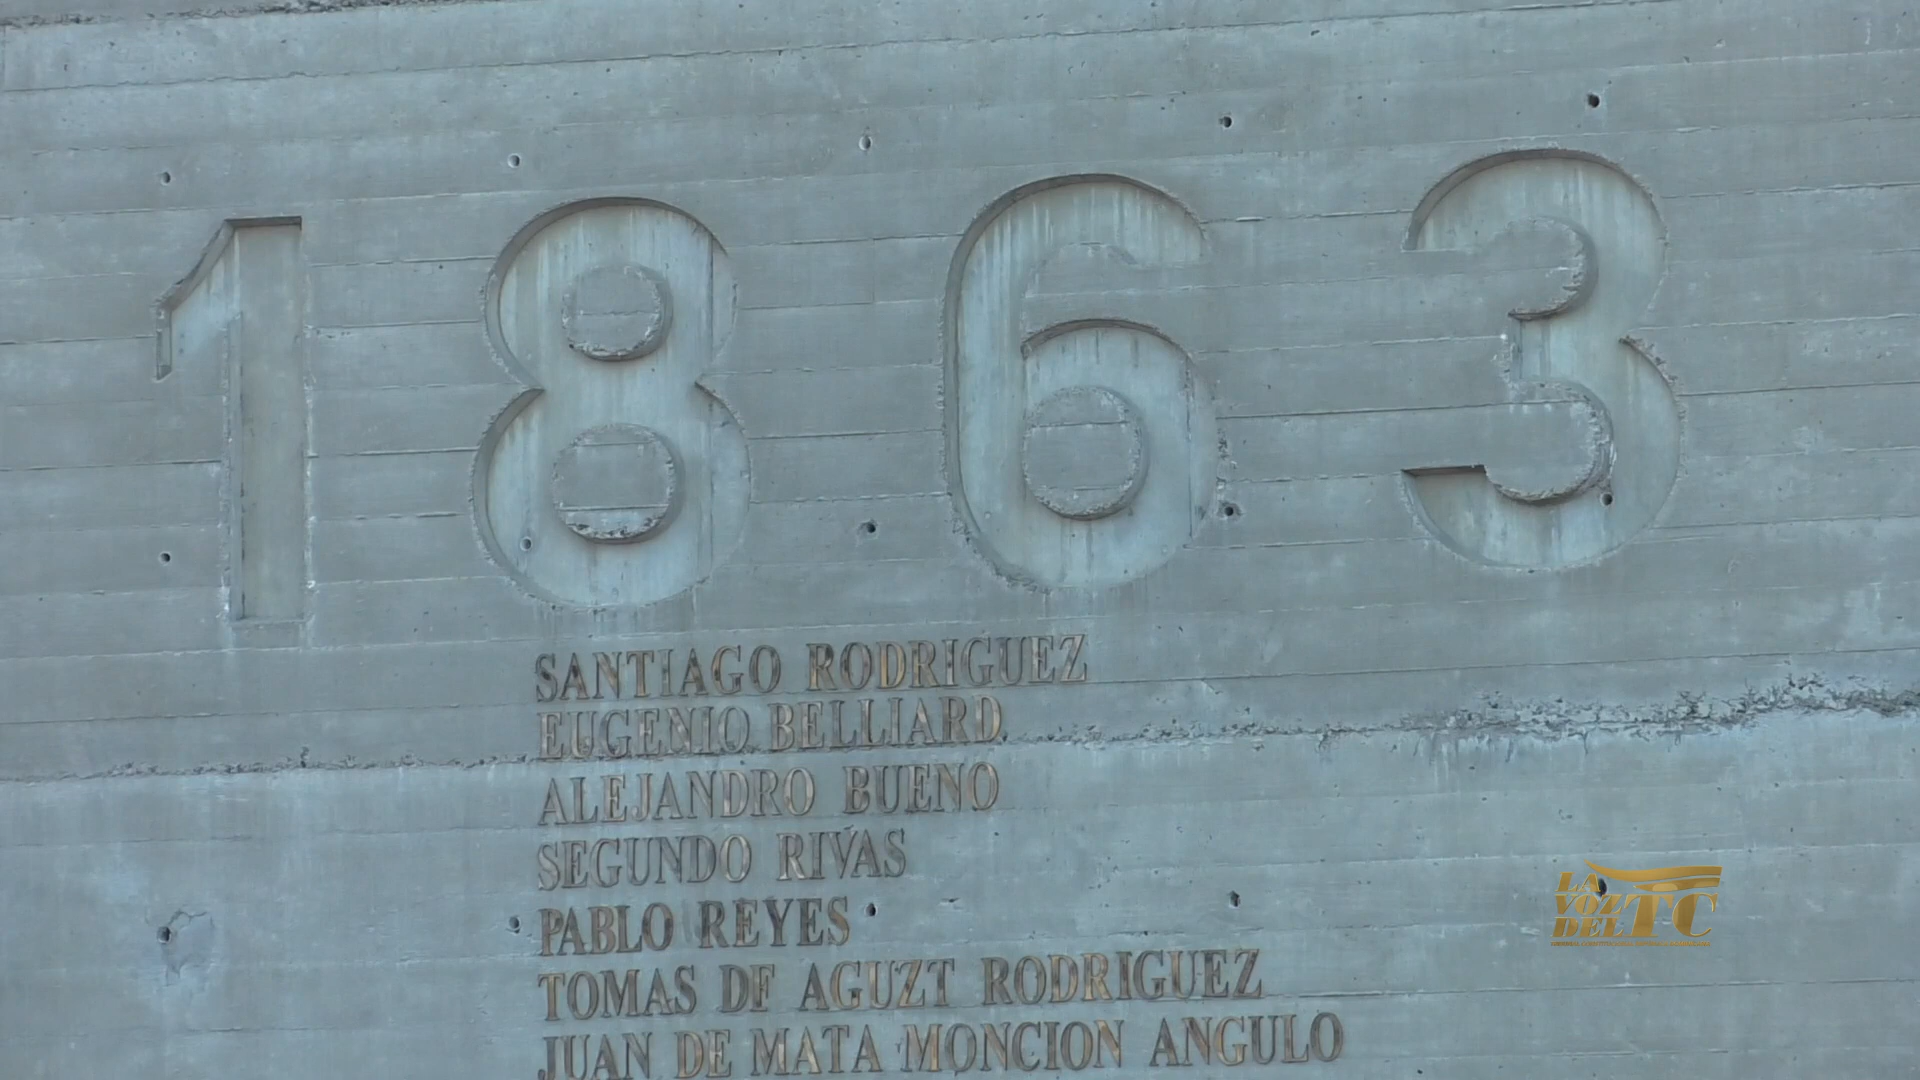 1863
SANTIAGO RODRIGUEZ
EUGENIO BELLIARD
ALEJANDRO BUENO
SEGUNDO RIVAS
PABLO REYES
TOMAS DF AGUZT RODRIGUEZ
JUAN DE MATA MONCION ANGULO
LA
VOZ
DEL TC